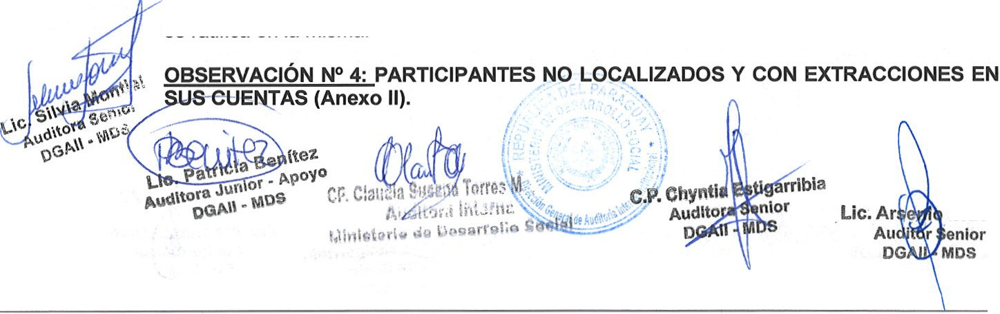 OBSERVACIÓN Nº 4: PARTICIPANTES NO LOCALIZADOS Y CON EXTRACCIONES EN
SUS CUENTAS (Anexo II).
Lic. Silvia
Auditora Senior
DGAII - MDS
Benitez
Lic. Patricia Benítez
Auditora Junior - Apoyo
DGAII - MDS
CP. Claudia Susana Torres M.
Auditora Interna
Ministerio de Desarrollo Social
REPUBLICA DEL PARAGUAY
MINISTERIO DE DESARROLLO SOCIAL
Dirección General de Auditoría Interna Institucional
C.P. Chyntia Estigarribia
Auditora Senior
DGAII - MDS
Lic. Arsenio
Auditor Senior
DGAII - MDS